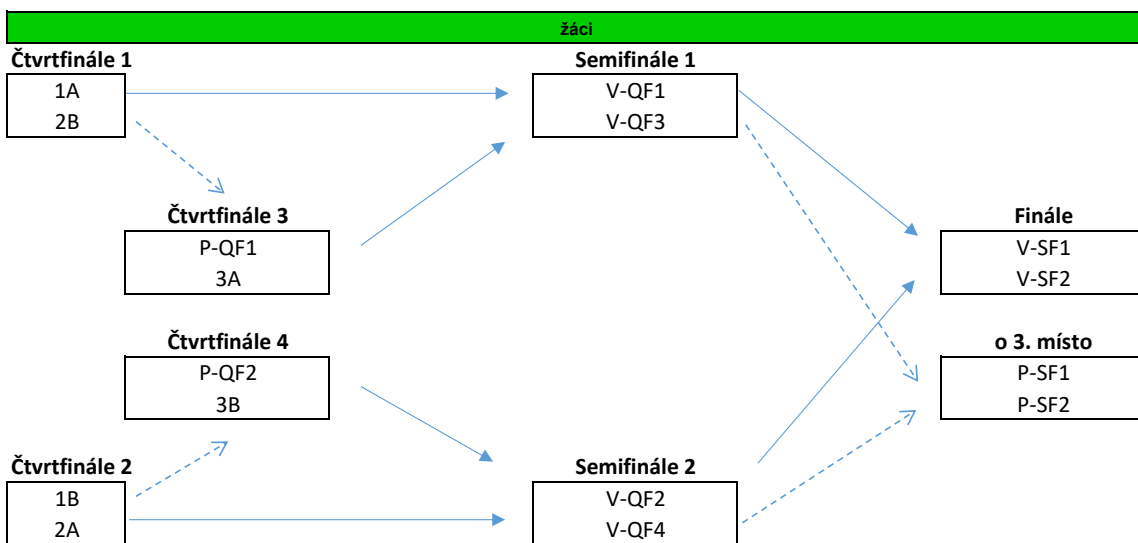 žáci
Čtvrtfinále 1
1A
2B
Semifinále 1
V-QF1
V-QF3
Čtvrtfinále 3
P-QF1
3A
Finále
V-SF1
V-SF2
Čtvrtfinále 4
P-QF2
3B
o 3. místo
P-SF1
P-SF2
Čtvrtfinále 2
1B
2A
Semifinále 2
V-QF2
V-QF4